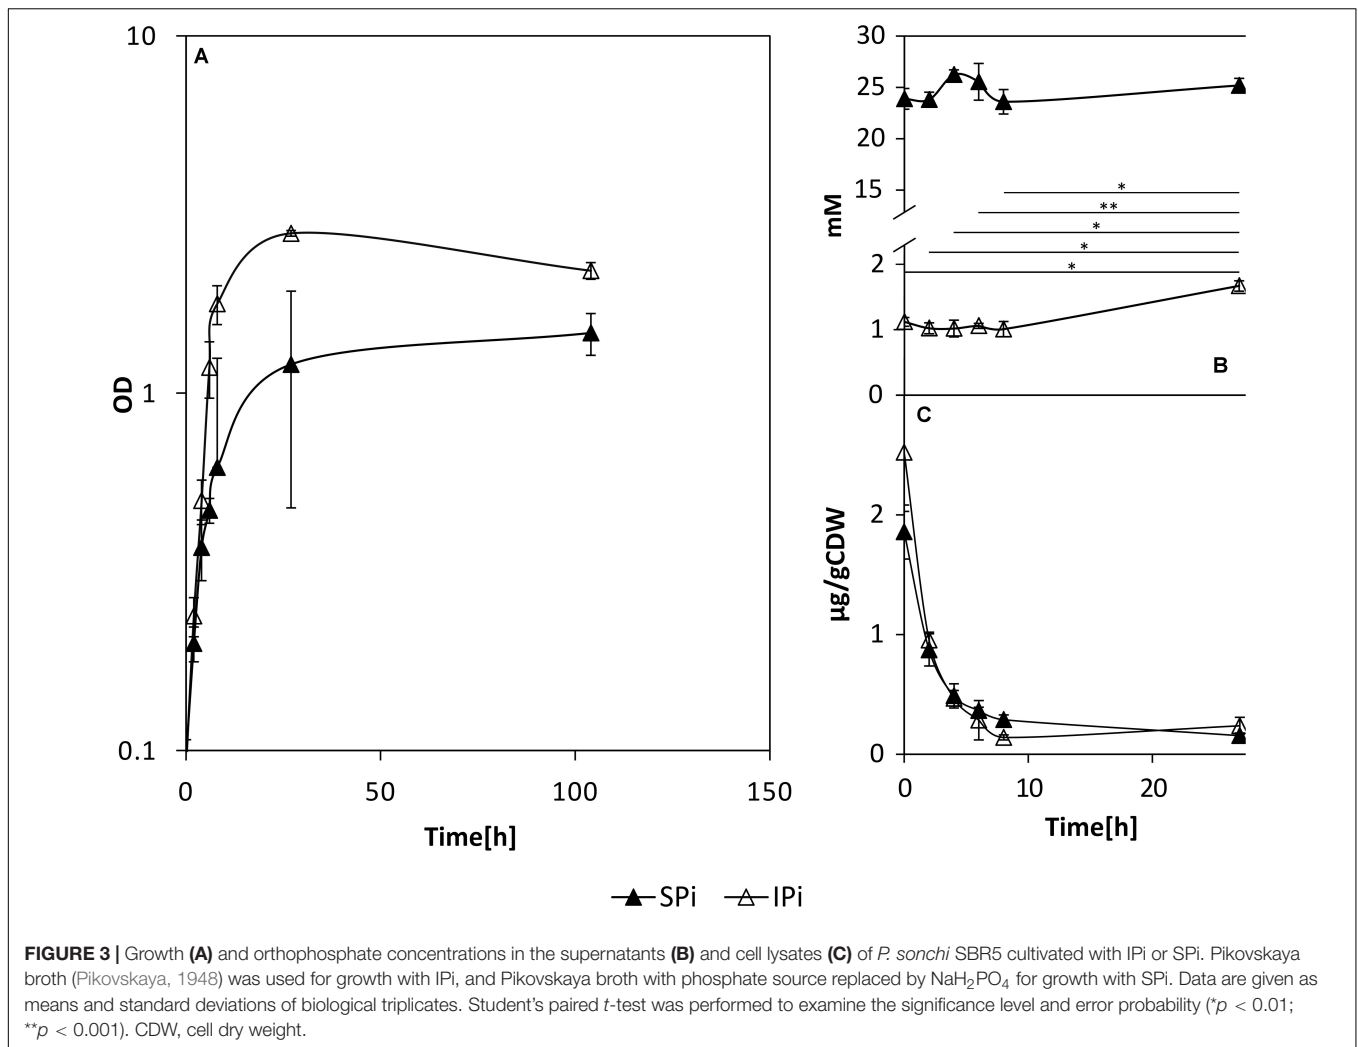 A
10
1
0.1
OD
0
50
100
150
Time[h]
30
25
20
15
2
1
0
mM
*
**
*
*
*
B
C
2
1
0
µg/gCDW
0
10
20
Time[h]
SPi
IPi
FIGURE 3 | Growth (A) and orthophosphate concentrations in the supernatants (B) and cell lysates (C) of P. sonchi SBR5 cultivated with IPi or SPi. Pikovskaya
broth (Pikovskaya, 1948) was used for growth with IPi, and Pikovskaya broth with phosphate source replaced by NaH₂PO₄ for growth with SPi. Data are given as
means and standard deviations of biological triplicates. Student's paired t-test was performed to examine the significance level and error probability (*p < 0.01;
**p < 0.001). CDW, cell dry weight.